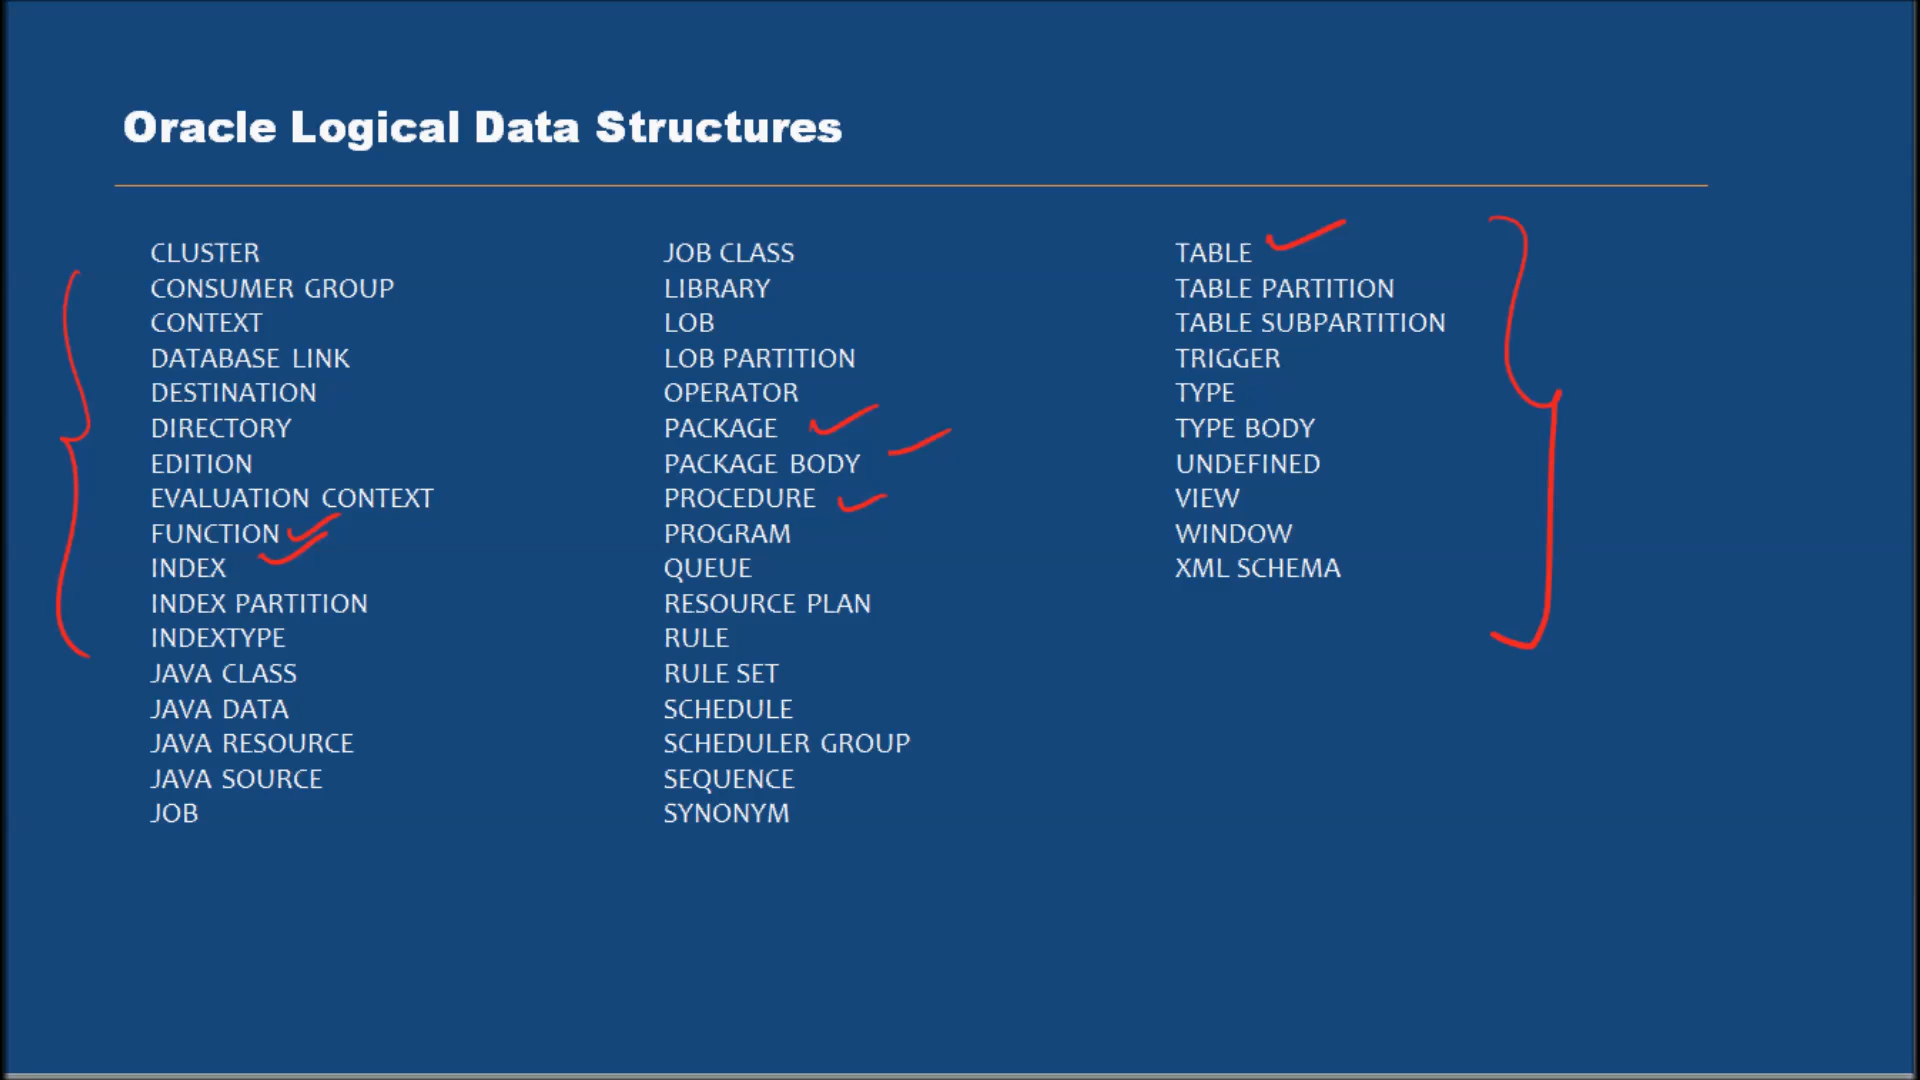 Oracle Logical Data Structures
CLUSTER
CONSUMER GROUP
CONTEXT
DATABASE LINK
DESTINATION
DIRECTORY
EDITION
EVALUATION CONTEXT
FUNCTION
INDEX
INDEX PARTITION
INDEXTYPE
JAVA CLASS
JAVA DATA
JAVA RESOURCE
JAVA SOURCE
JOB
JOB CLASS
LIBRARY
LOB
LOB PARTITION
OPERATOR
PACKAGE
PACKAGE BODY
PROCEDURE
PROGRAM
QUEUE
RESOURCE PLAN
RULE
RULE SET
SCHEDULE
SCHEDULER GROUP
SEQUENCE
SYNONYM
TABLE
TABLE PARTITION
TABLE SUBPARTITION
TRIGGER
TYPE
TYPE BODY
UNDEFINED
VIEW
WINDOW
XML SCHEMA